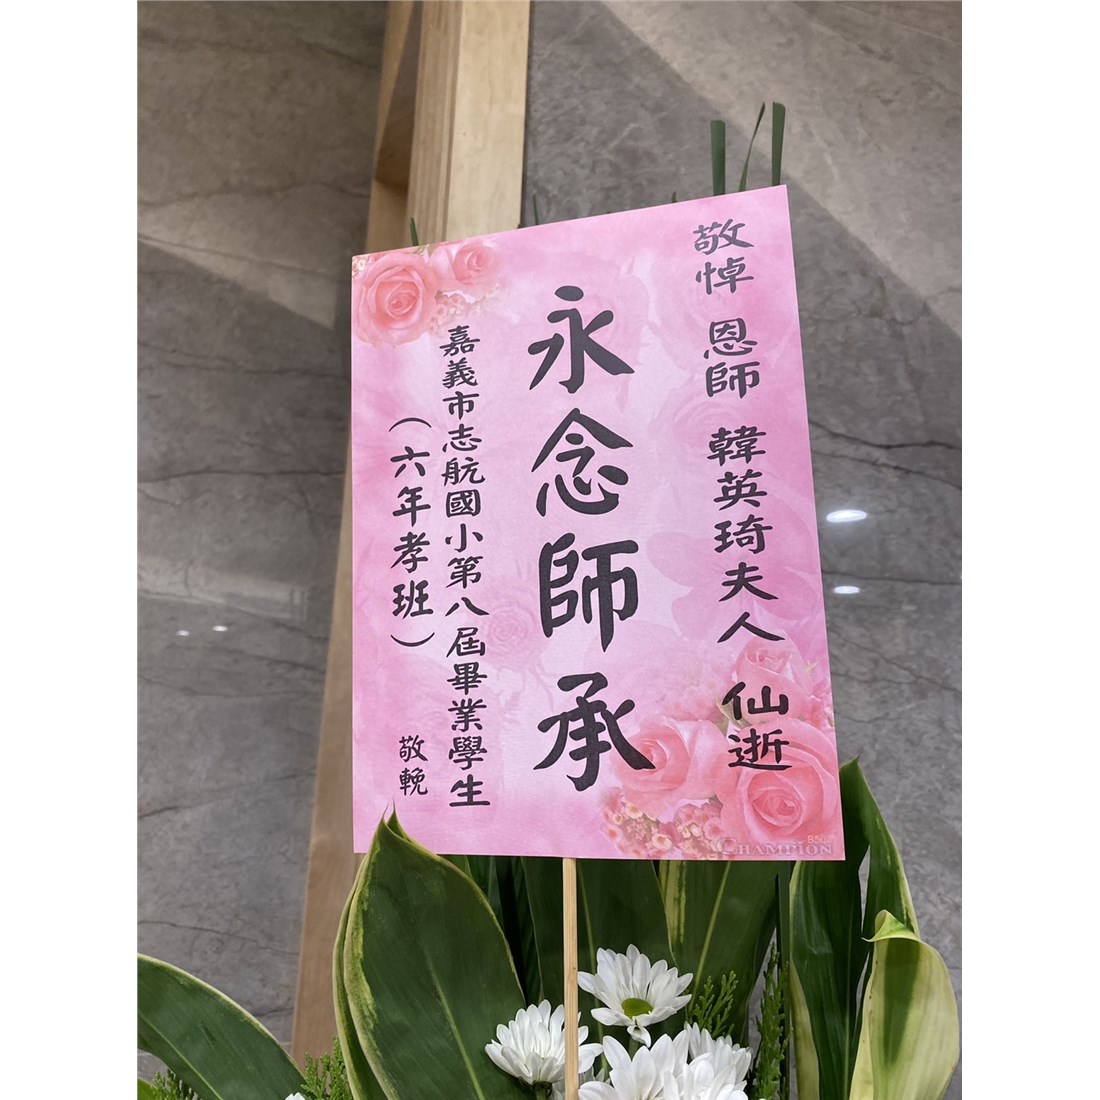 敬悼 恩師 韓英琦夫人 仙逝
永念師承
嘉義市志航國小第八屆畢業學生
（六年孝班）
敬輓
CHAMPION